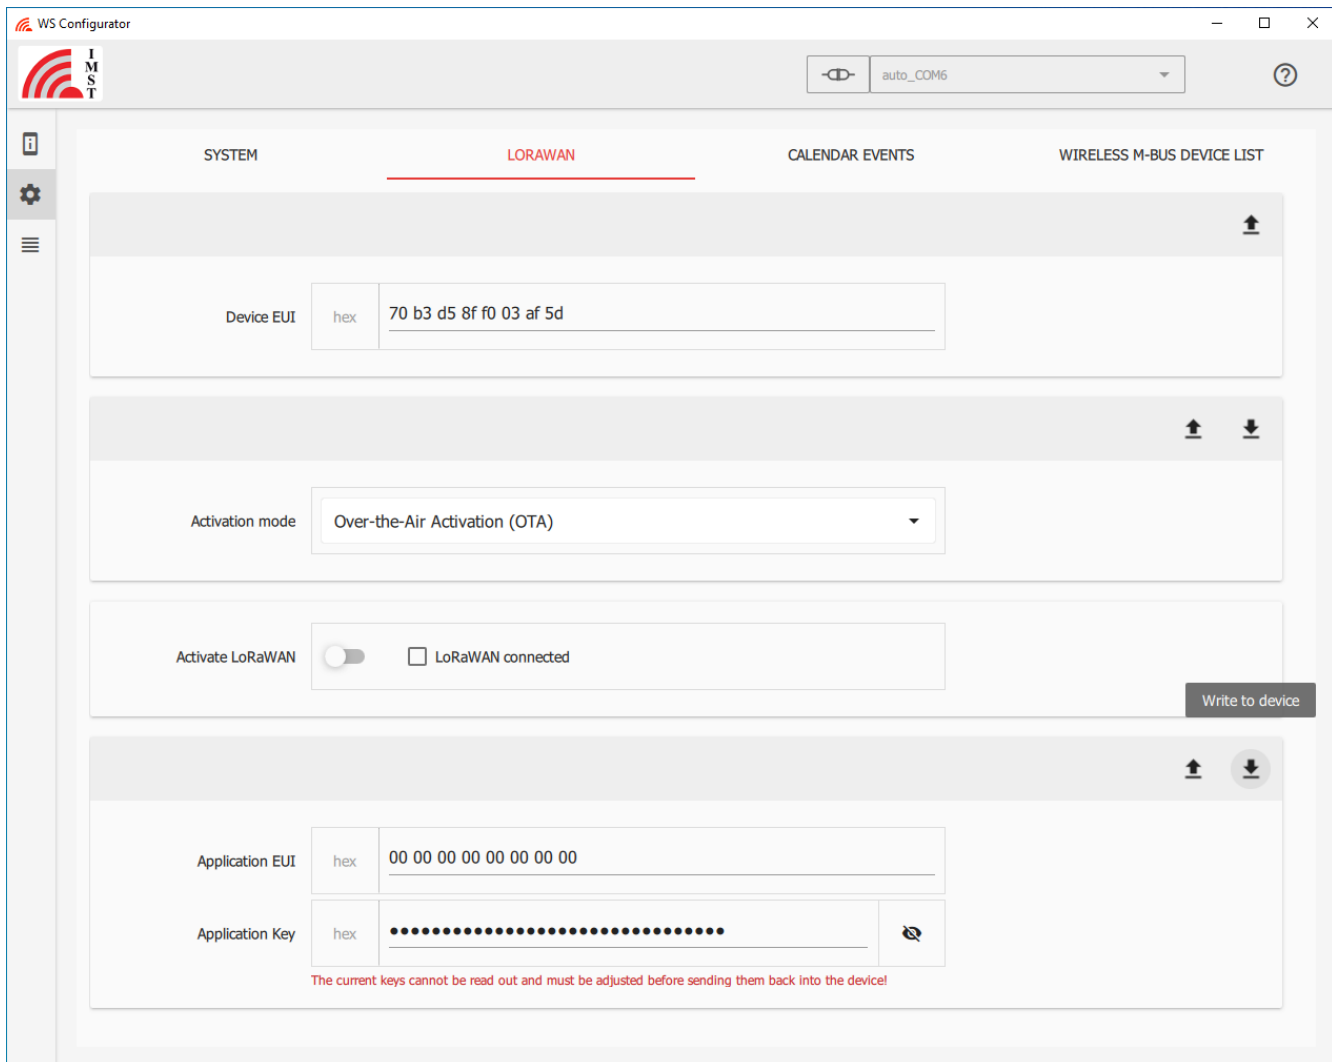 WS Configurator
IMST
auto_COM6
SYSTEM
LORAWAN
CALENDAR EVENTS
WIRELESS M-BUS DEVICE LIST
Device EUI
hex
70 b3 d5 8f f0 03 af 5d
Activation mode
Over-the-Air Activation (OTA)
Activate LoRaWAN
LoRaWAN connected
Write to device
Application EUI
hex
00 00 00 00 00 00 00 00
Application Key
hex
••••••••••••••••••••••••••••••••
The current keys cannot be read out and must be adjusted before sending them back into the device!